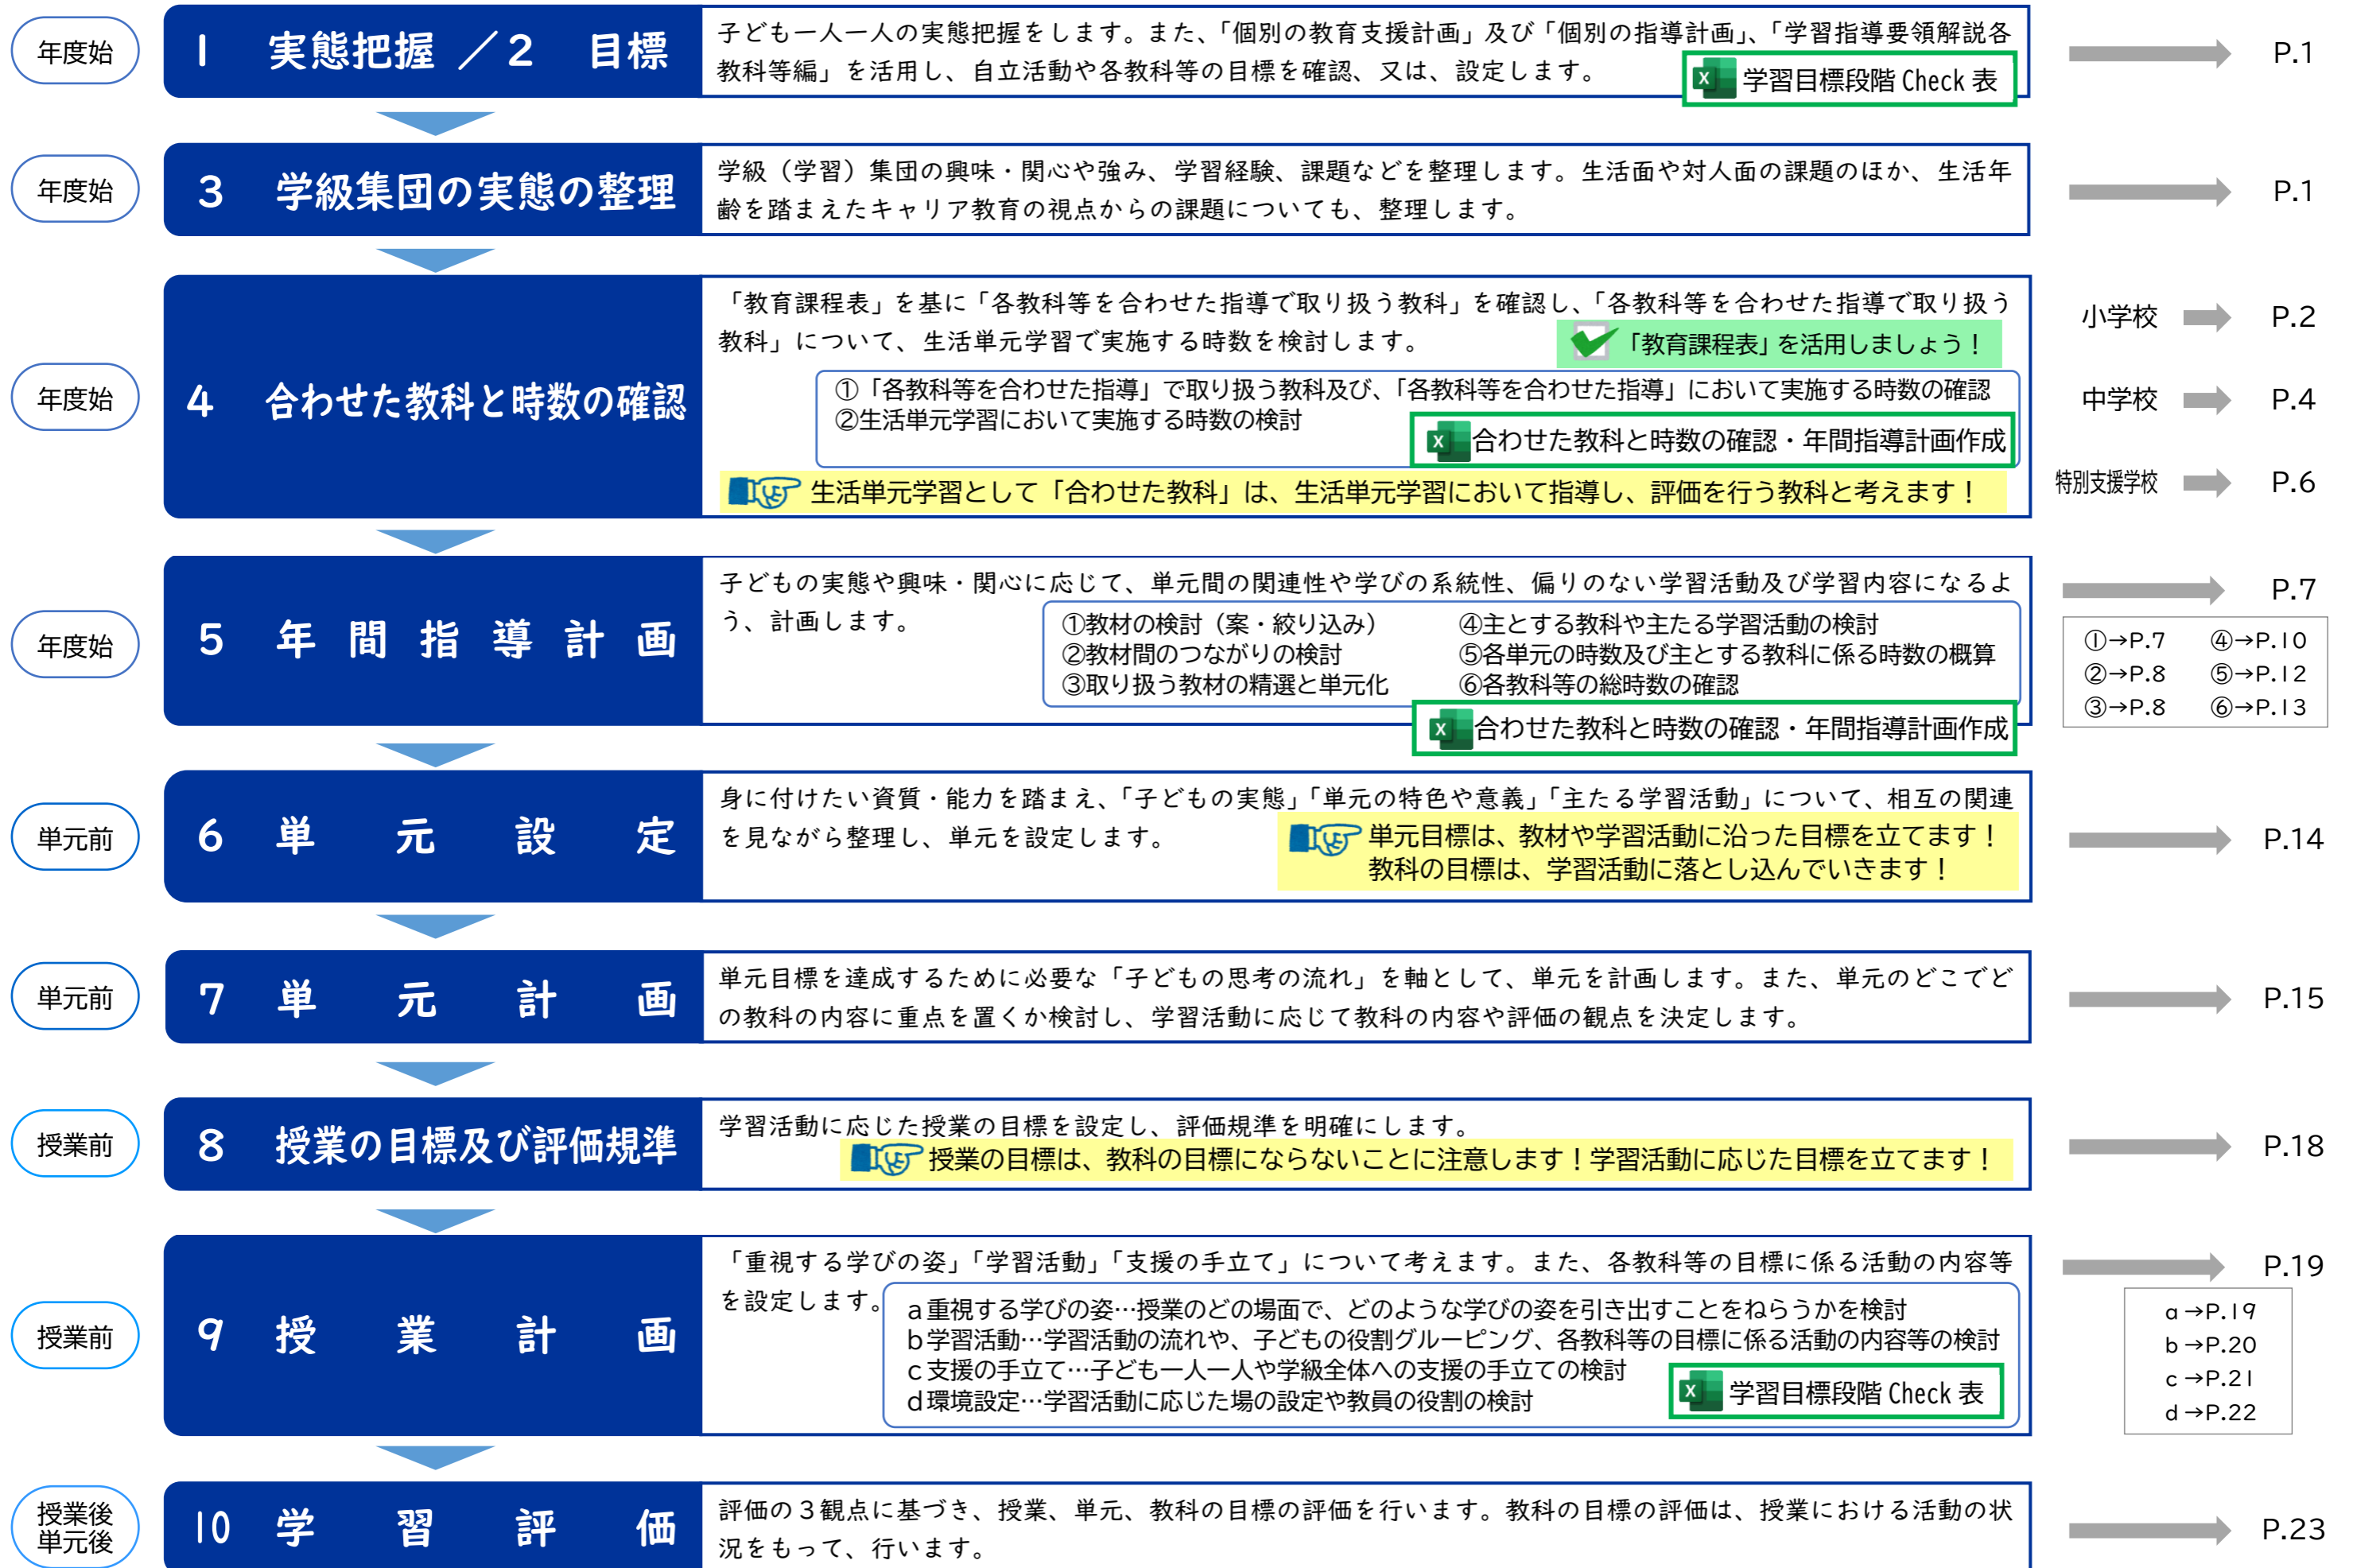 年度始
1 実態把握 ／2 目標
子ども一人一人の実態把握をします。また、「個別の教育支援計画」及び「個別の指導計画」、「学習指導要領解説各
教科等編」を活用し、自立活動や各教科等の目標を確認、又は、設定します。
学習目標段階 Check 表
P.1
年度始
3 学級集団の実態の整理
学級（学習）集団の興味・関心や強み、学習経験、課題などを整理します。生活面や対人面の課題のほか、生活年
齢を踏まえたキャリア教育の視点からの課題についても、整理します。
P.1
年度始
4 合わせた教科と時数の確認
「教育課程表」を基に「各教科等を合わせた指導で取り扱う教科」を確認し、「各教科等を合わせた指導で取り扱う
教科」について、生活単元学習で実施する時数を検討します。
「教育課程表」を活用しましょう！
①「各教科等を合わせた指導」で取り扱う教科及び、「各教科等を合わせた指導」において実施する時数の確認
②生活単元学習において実施する時数の検討
合わせた教科と時数の確認・年間指導計画作成
生活単元学習として「合わせた教科」は、生活単元学習において指導し、評価を行う教科と考えます！
小学校 P.2
中学校 P.4
特別支援学校 P.6
年度始
5 年間指導計画
子どもの実態や興味・関心に応じて、単元間の関連性や学びの系統性、偏りのない学習活動及び学習内容になるよ
う、計画します。
①教材の検討（案・絞り込み） ④主とする教科や主たる学習活動の検討
②教材間のつながりの検討 ⑤各単元の時数及び主とする教科に係る時数の概算
③取り扱う教材の精選と単元化 ⑥各教科等の総時数の確認
合わせた教科と時数の確認・年間指導計画作成
P.7
①→P.7 ④→P.10
②→P.8 ⑤→P.12
③→P.8 ⑥→P.13
単元前
6 単元設定
身に付けたい資質・能力を踏まえ、「子どもの実態」「単元の特色や意義」「主たる学習活動」について、相互の関連
を見ながら整理し、単元を設定します。
単元目標は、教材や学習活動に沿った目標を立てます！
教科の目標は、学習活動に落とし込んでいきます！
P.14
単元前
7 単元計画
単元目標を達成するために必要な「子どもの思考の流れ」を軸として、単元を計画します。また、単元のどこでど
の教科の内容に重点を置くか検討し、学習活動に応じて教科の内容や評価の観点を決定します。
P.15
授業前
8 授業の目標及び評価規準
学習活動に応じた授業の目標を設定し、評価規準を明確にします。
授業の目標は、教科の目標にならないことに注意します！学習活動に応じた目標を立てます！
P.18
授業前
9 授業計画
「重視する学びの姿」「学習活動」「支援の手立て」について考えます。また、各教科等の目標に係る活動の内容等
を設定します。
a 重視する学びの姿…授業のどの場面で、どのような学びの姿を引き出すことをねらうかを検討
b 学習活動…学習活動の流れや、子どもの役割グルーピング、各教科等の目標に係る活動の内容等の検討
c 支援の手立て…子ども一人一人や学級全体への支援の手立ての検討
d 環境設定…学習活動に応じた場の設定や教員の役割の検討
学習目標段階 Check 表
P.19
a→P.19
b→P.20
c→P.21
d→P.22
授業後
単元後
10 学習評価
評価の３観点に基づき、授業、単元、教科の目標の評価を行います。教科の目標の評価は、授業における活動の状
況をもって、行います。
P.23